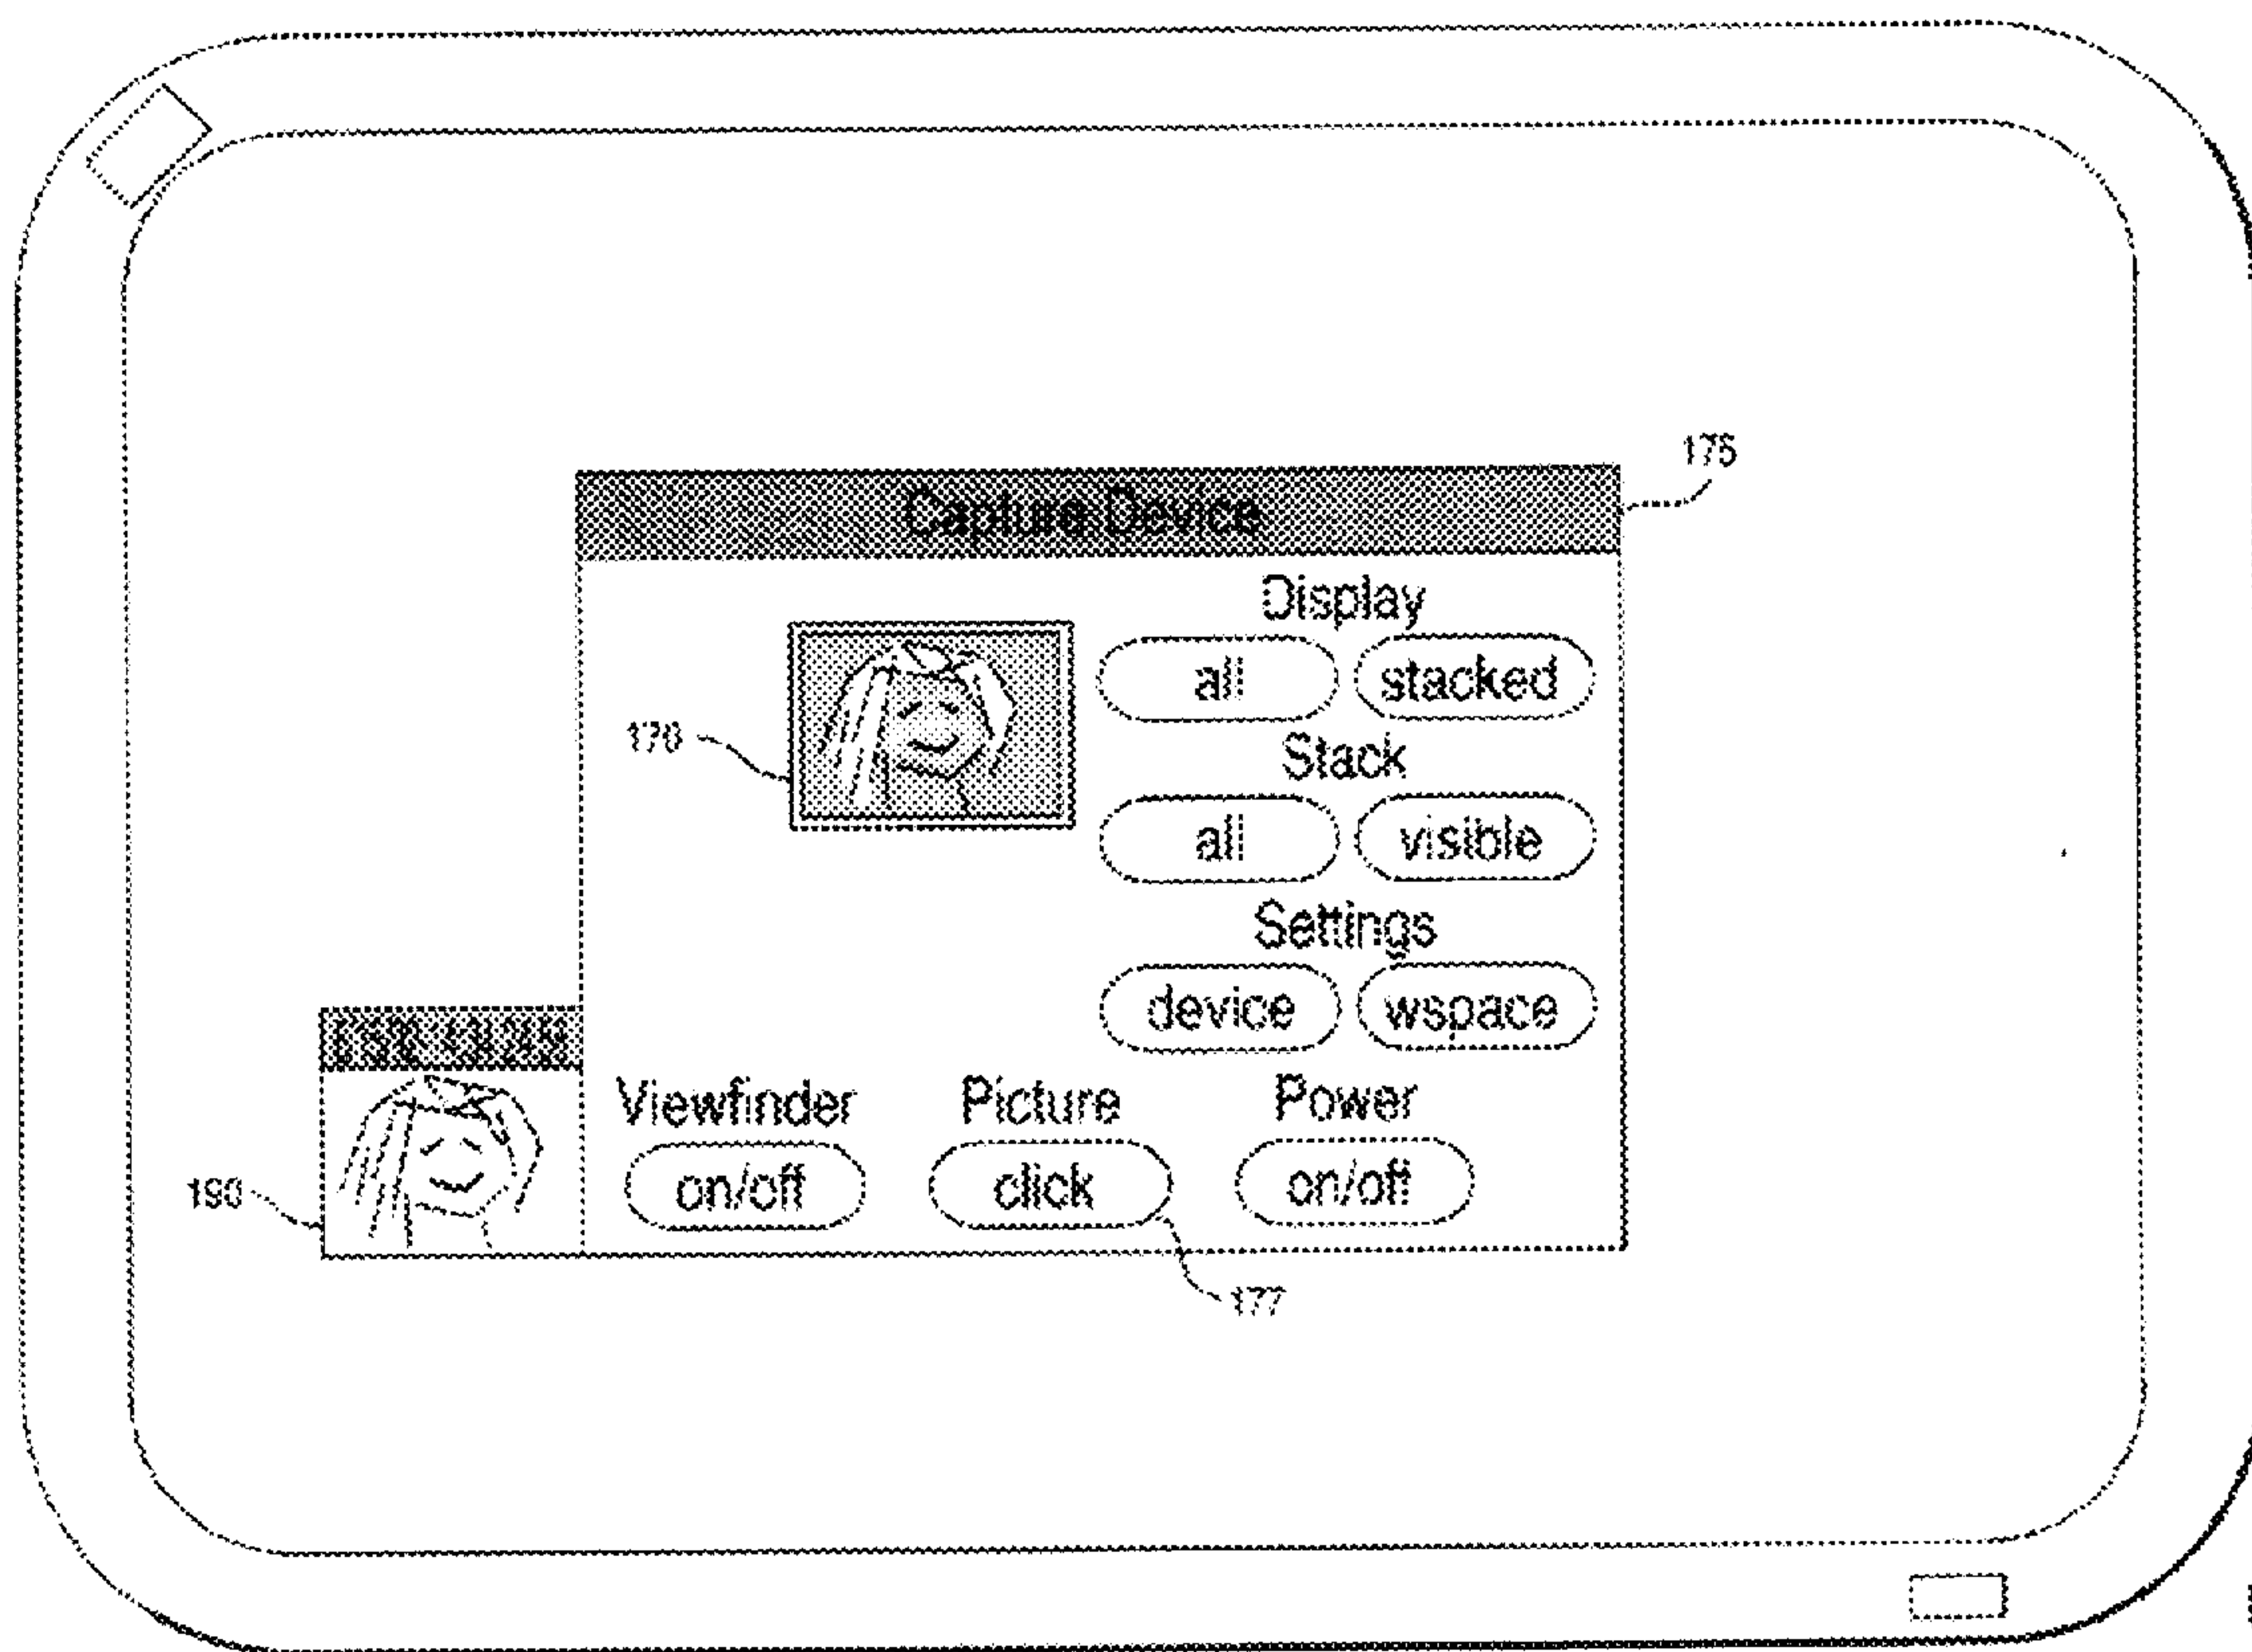 175
Capture Device
Display
all stacked
170
Stack
all visible
Settings
device wspace
Viewfinder Picture Power
on/off click on/off
190
177